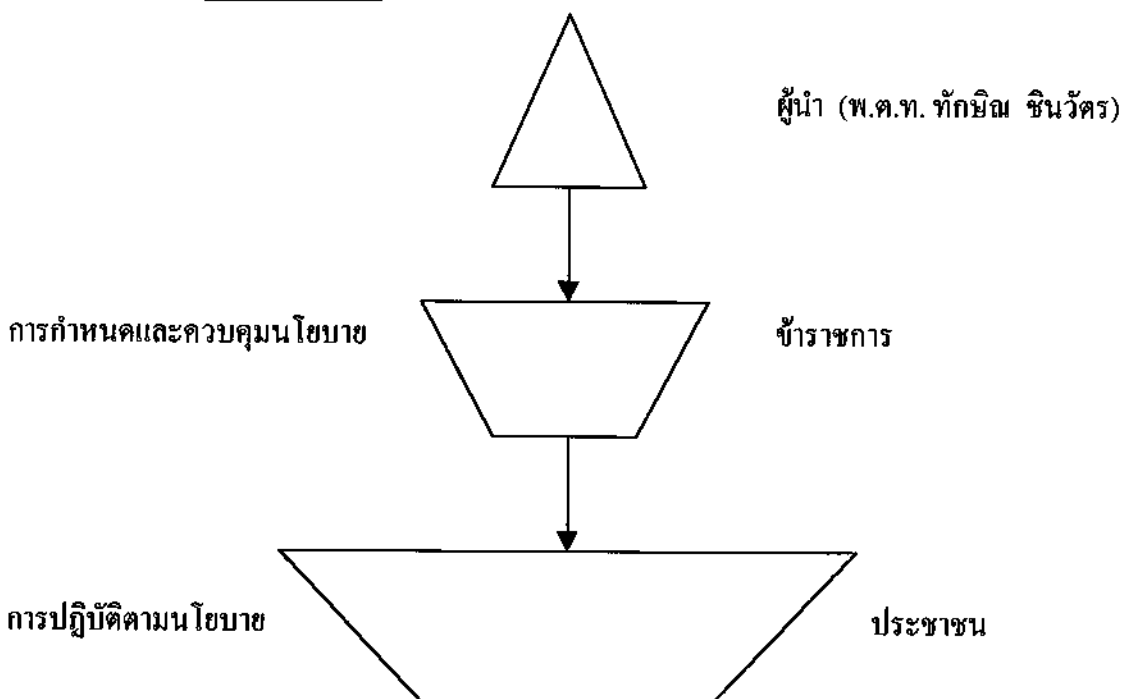 ผู้นำ (พ.ต.ท. ทักษิณ ชินวัตร)
การกำหนดและควบคุมนโยบาย
ข้าราชการ
การปฏิบัติตามนโยบาย
ประชาชน